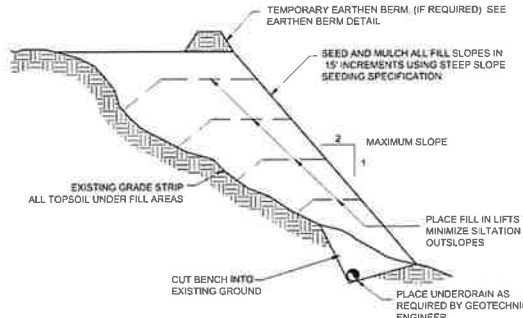 TEMPORARY EARTHEN BERM, (IF REQUIRED) SEE
EARTHEN BERM DETAIL
SEED AND MULCH ALL FILL SLOPES IN
15' INCREMENTS USING STEEP SLOPE
SEEDING SPECIFICATION
2
MAXIMUM SLOPE
1
EXISTING GRADE STRIP
ALL TOPSOIL UNDER FILL AREAS
PLACE FILL IN LIFTS
MINIMIZE SILTATION
OUTSLOPES
CUT BENCH INTO
EXISTING GROUND
PLACE UNDERDRAIN AS
REQUIRED BY GEOTECHNIC
ENGINEER